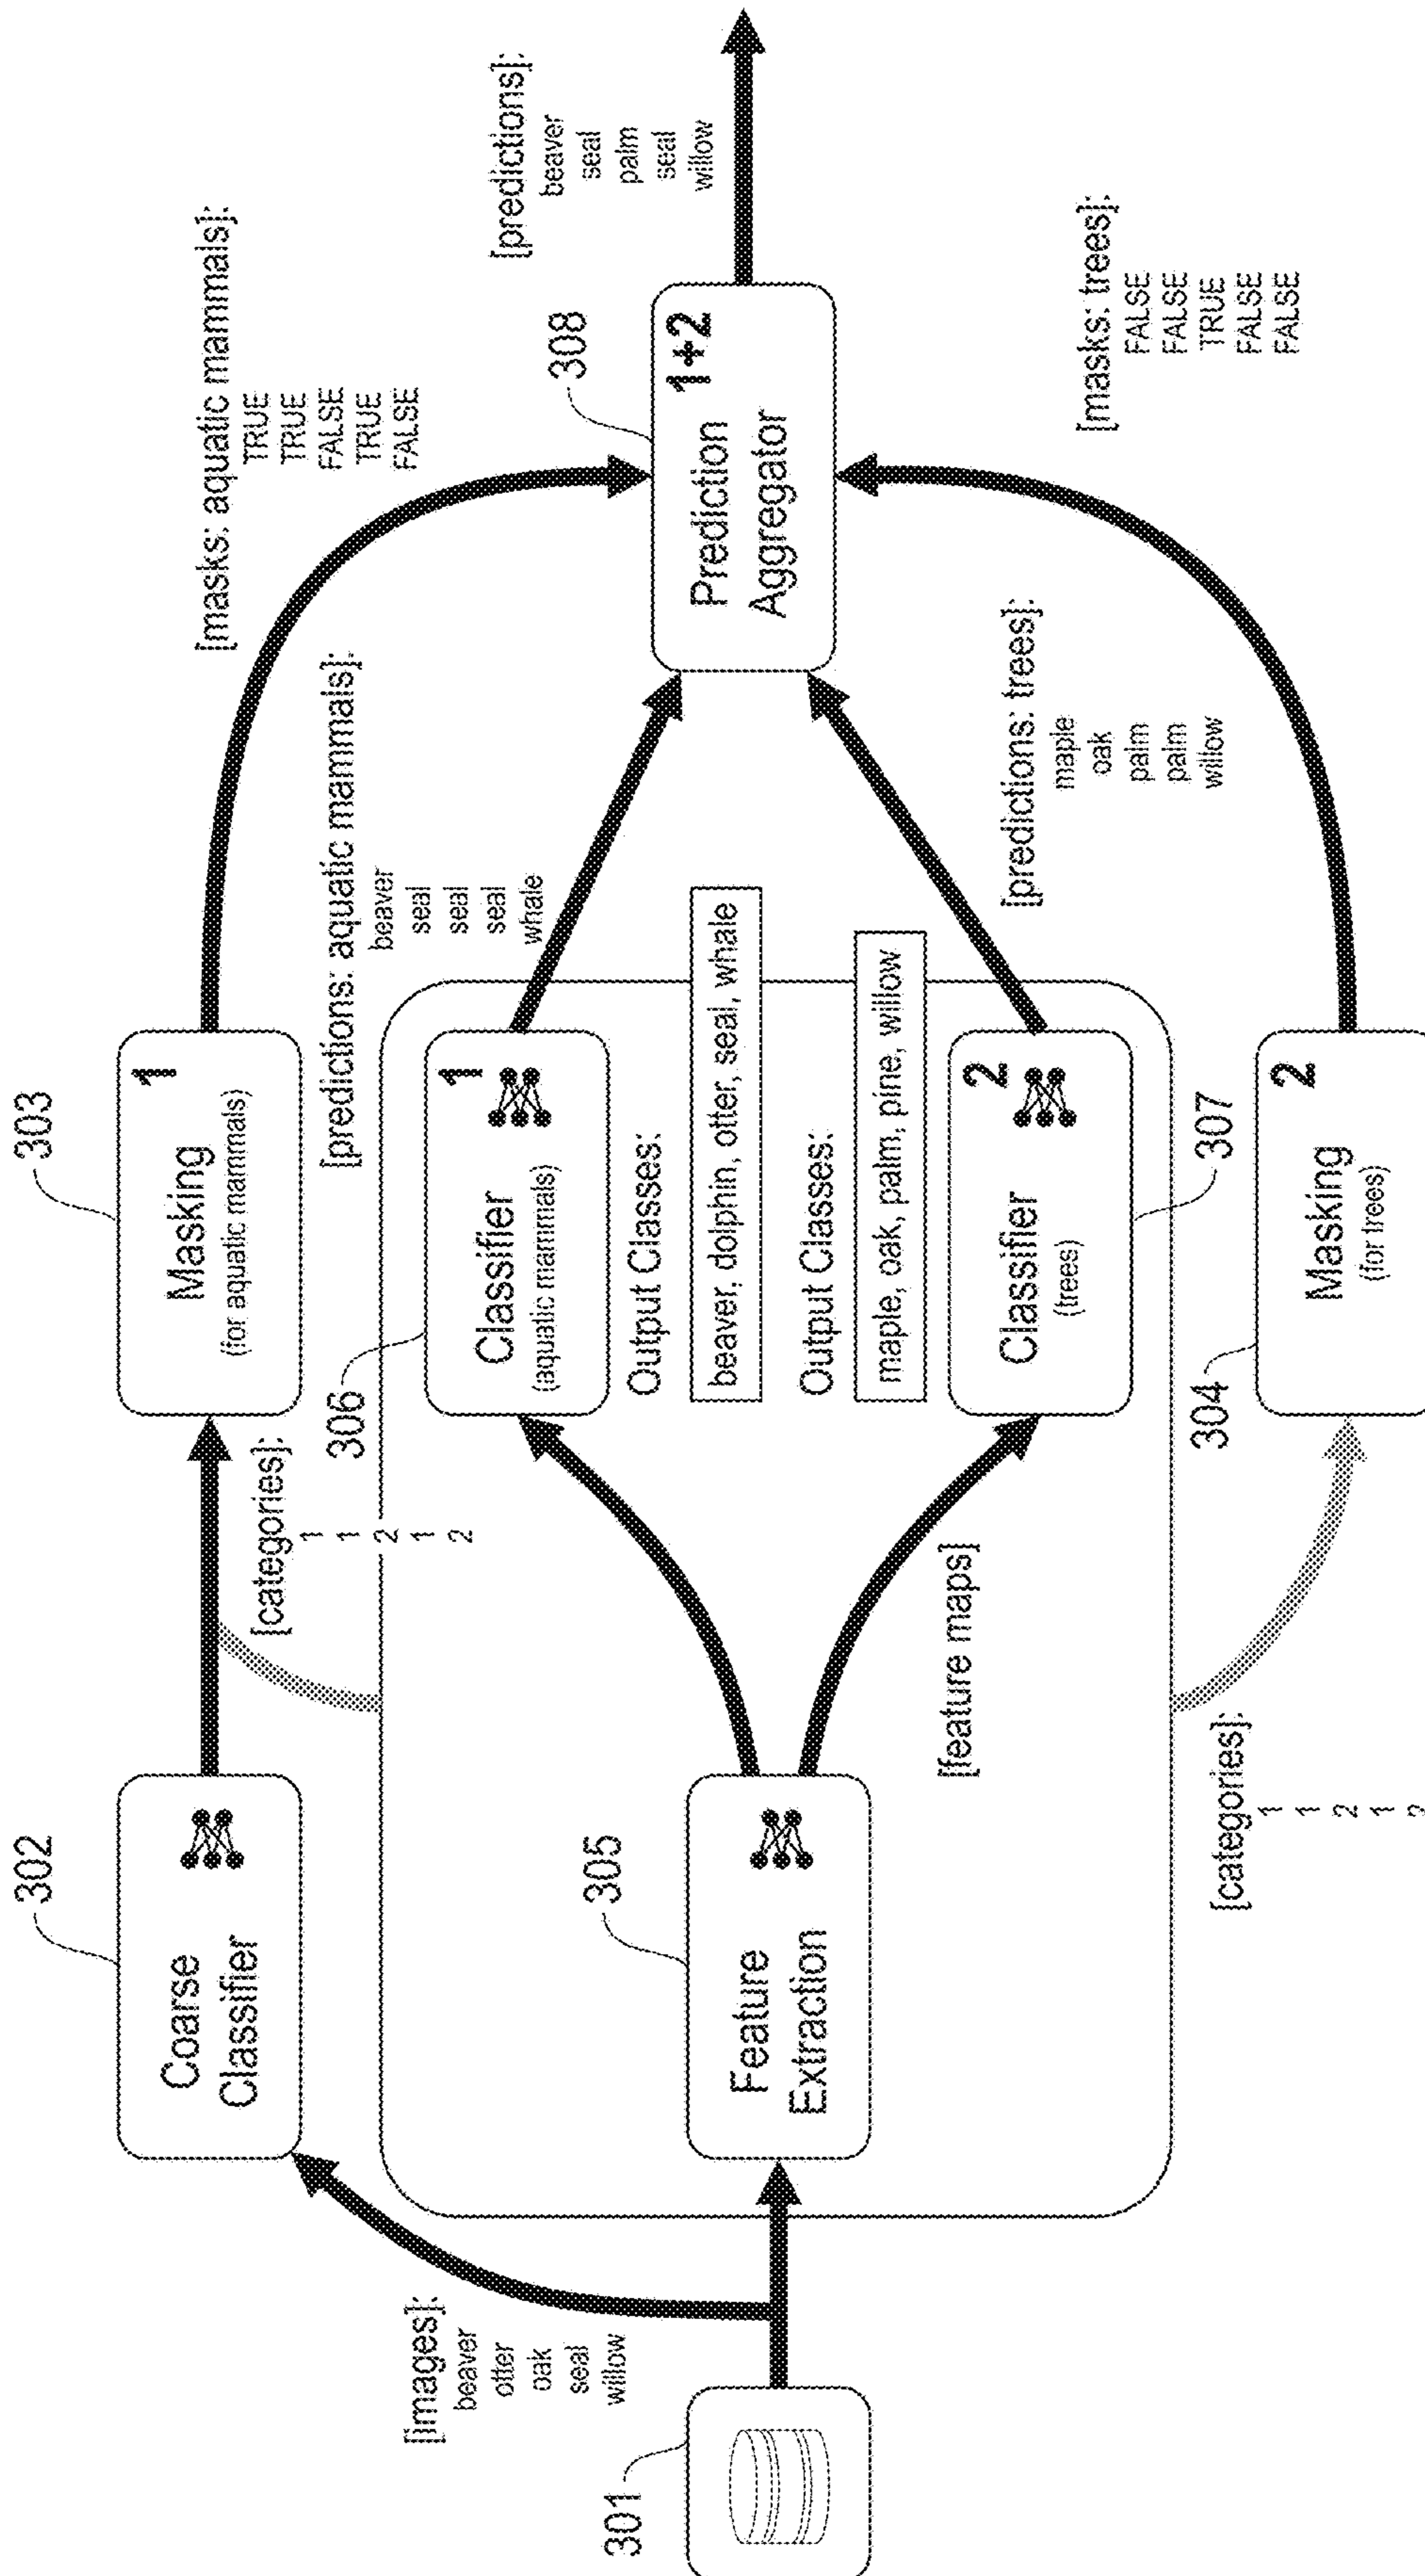 301
[images]:
beaver
otter
oak
seal
willow
302
Coarse
Classifier
[categories]:
1
1
2
1
2
303
Masking
1
(for aquatic mammals)
[masks: aquatic mammals]:
TRUE
TRUE
FALSE
TRUE
FALSE
305
Feature
Extraction
[feature maps]
306
Classifier
1
(aquatic mammals)
Output Classes:
beaver, dolphin, otter, seal, whale
[predictions: aquatic mammals]:
beaver
seal
seal
seal
whale
Output Classes:
maple, oak, palm, pine, willow
Classifier
2
(trees)
307
[predictions: trees]:
maple
oak
palm
palm
willow
[categories]:
1
1
2
1
2
304
Masking
2
(for trees)
[masks: trees]:
FALSE
FALSE
TRUE
FALSE
FALSE
308
Prediction
1+2
Aggregator
[predictions]:
beaver
seal
palm
seal
willow